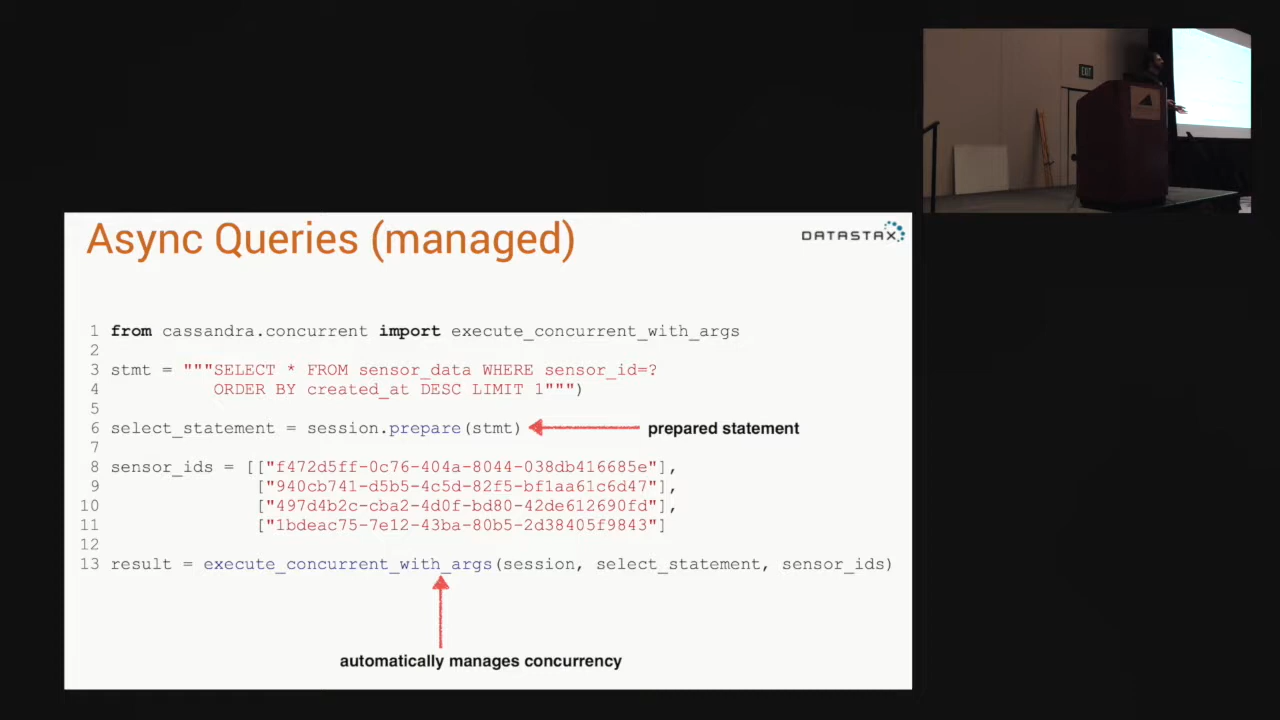 EXIT
Async Queries (managed)
DATASTAX
1 from cassandra.concurrent import execute_concurrent_with_args
2
3 stmt = """SELECT * FROM sensor_data WHERE sensor_id=?
4 ORDER BY created_at DESC LIMIT 1""")
5
6 select_statement = session.prepare(stmt)
prepared statement
7
8 sensor_ids = [["f472d5ff-0c76-404a-8044-038db416685e"],
9 ["940cb741-d5b5-4c5d-82f5-bf1aa61c6d47"],
10 ["497d4b2c-cba2-4d0f-bd80-42de612690fd"],
11 ["1bdeac75-7e12-43ba-80b5-2d38405f9843"]
12
13 result = execute_concurrent_with_args(session, select_statement, sensor_ids)
automatically manages concurrency